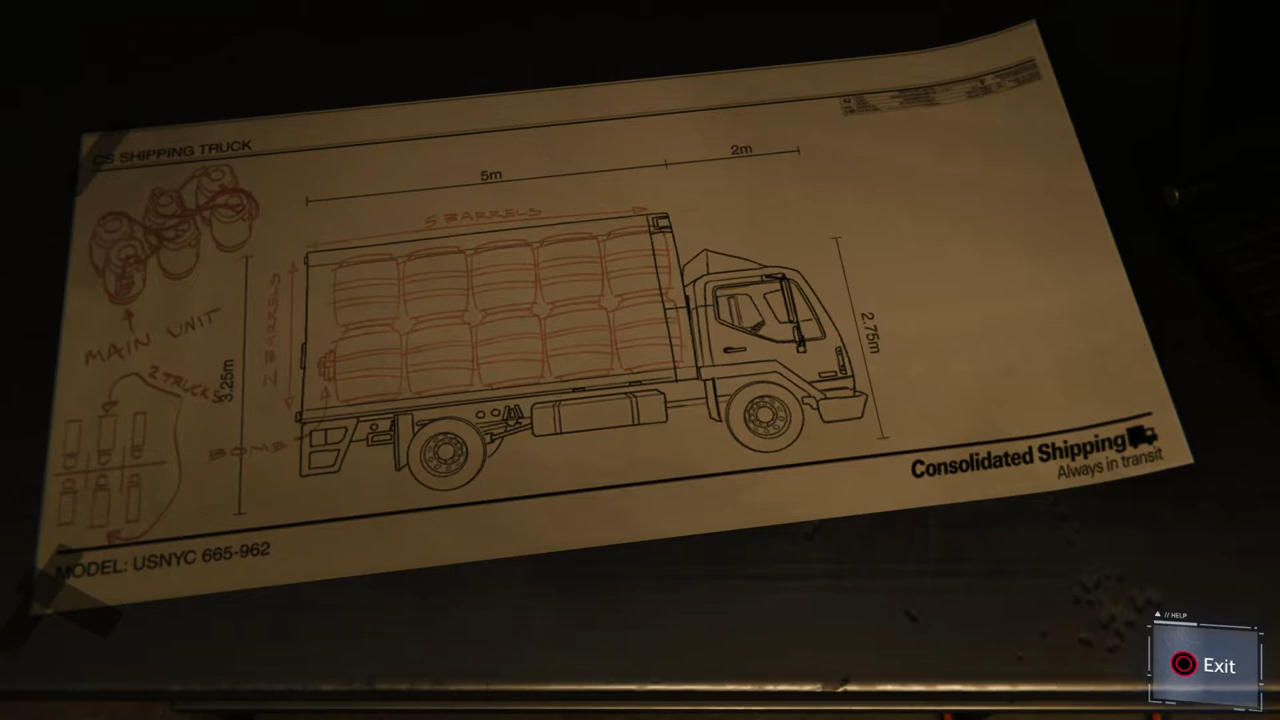 CS SHIPPING TRUCK
5m
2m
5 BARRELS
2 BARRELS
MAIN UNIT
2 TRUCKS
3.25m
2.75m
BOMB
Consolidated Shipping
Always in transit
MODEL: USNYC 665-962
// HELP
Exit